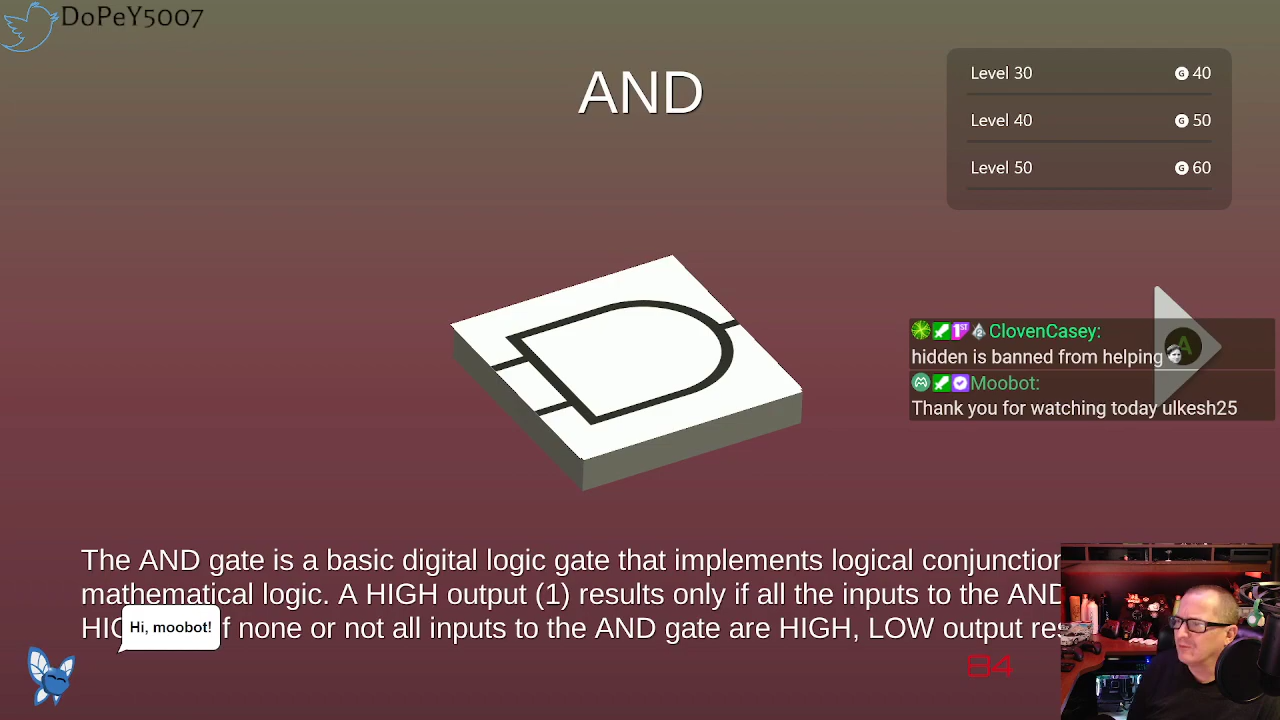 DoPeY5007
AND
Level 30 G 40
Level 40 G 50
Level 50 G 60
A
1ST ClovenCasey:
hidden is banned from helping
Moobot:
Thank you for watching today ulkesh25
The AND gate is a basic digital logic gate that implements logical conjunction
mathematical logic. A HIGH output (1) results only if all the inputs to the AND
if none or not all inputs to the AND gate are HIGH, LOW output
Hi, moobot!
84